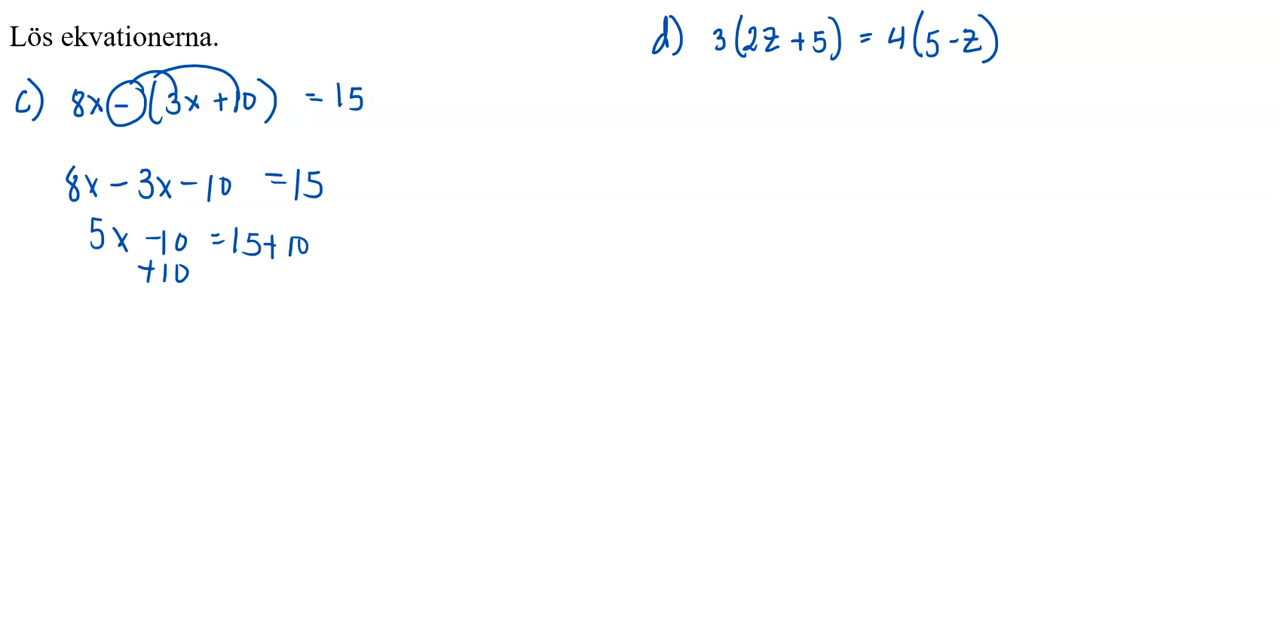 Lös ekvationerna.
c) 8x - (3x + 10) = 15
8x - 3x - 10 = 15
5x - 10 = 15 + 10
+10
d) 3(2z + 5) = 4(5 - z)